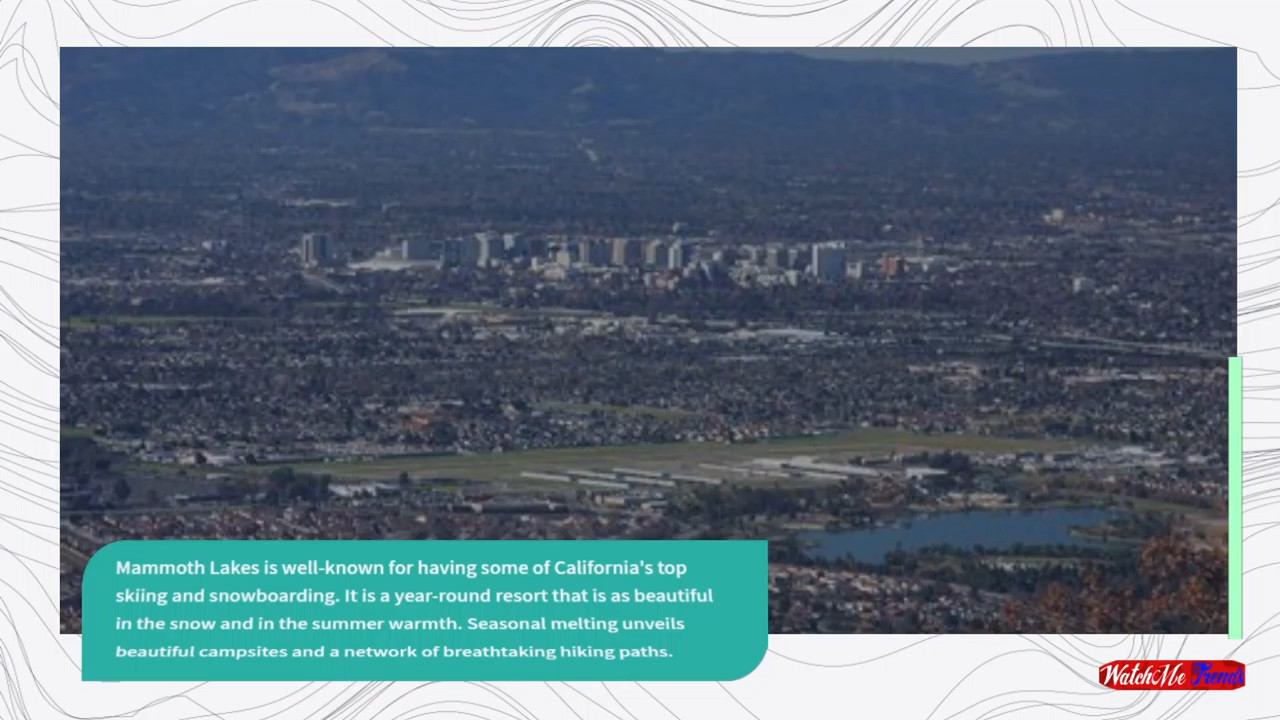 Mammoth Lakes is well-known for having some of California's top
skiing and snowboarding. It is a year-round resort that is as beautiful
in the snow and in the summer warmth. Seasonal melting unveils
beautiful campsites and a network of breathtaking hiking paths.
WatchMe Trends